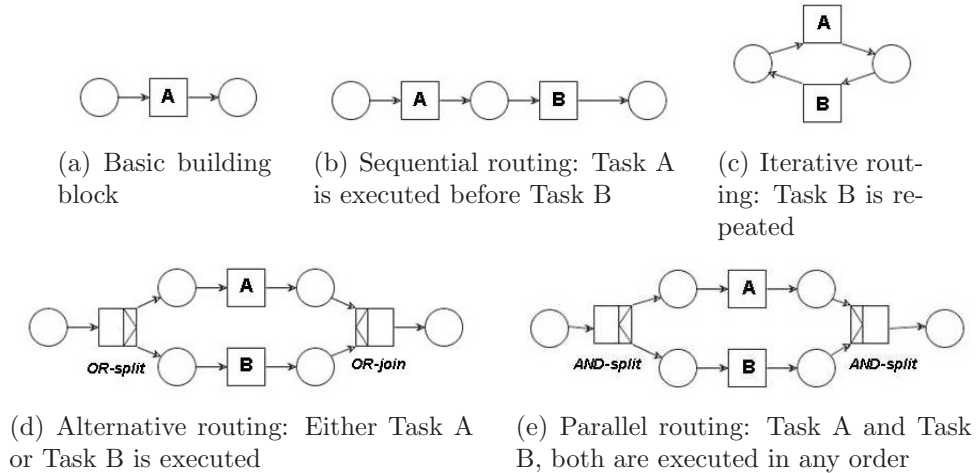 A
A
B
A
B
(a) Basic building
block
(b) Sequential routing: Task A
is executed before Task B
(c) Iterative rout-
ing: Task B is re-
peated
A
B
OR-split
OR-join
A
B
AND-split
AND-split
(d) Alternative routing: Either Task A
or Task B is executed
(e) Parallel routing: Task A and Task
B, both are executed in any order